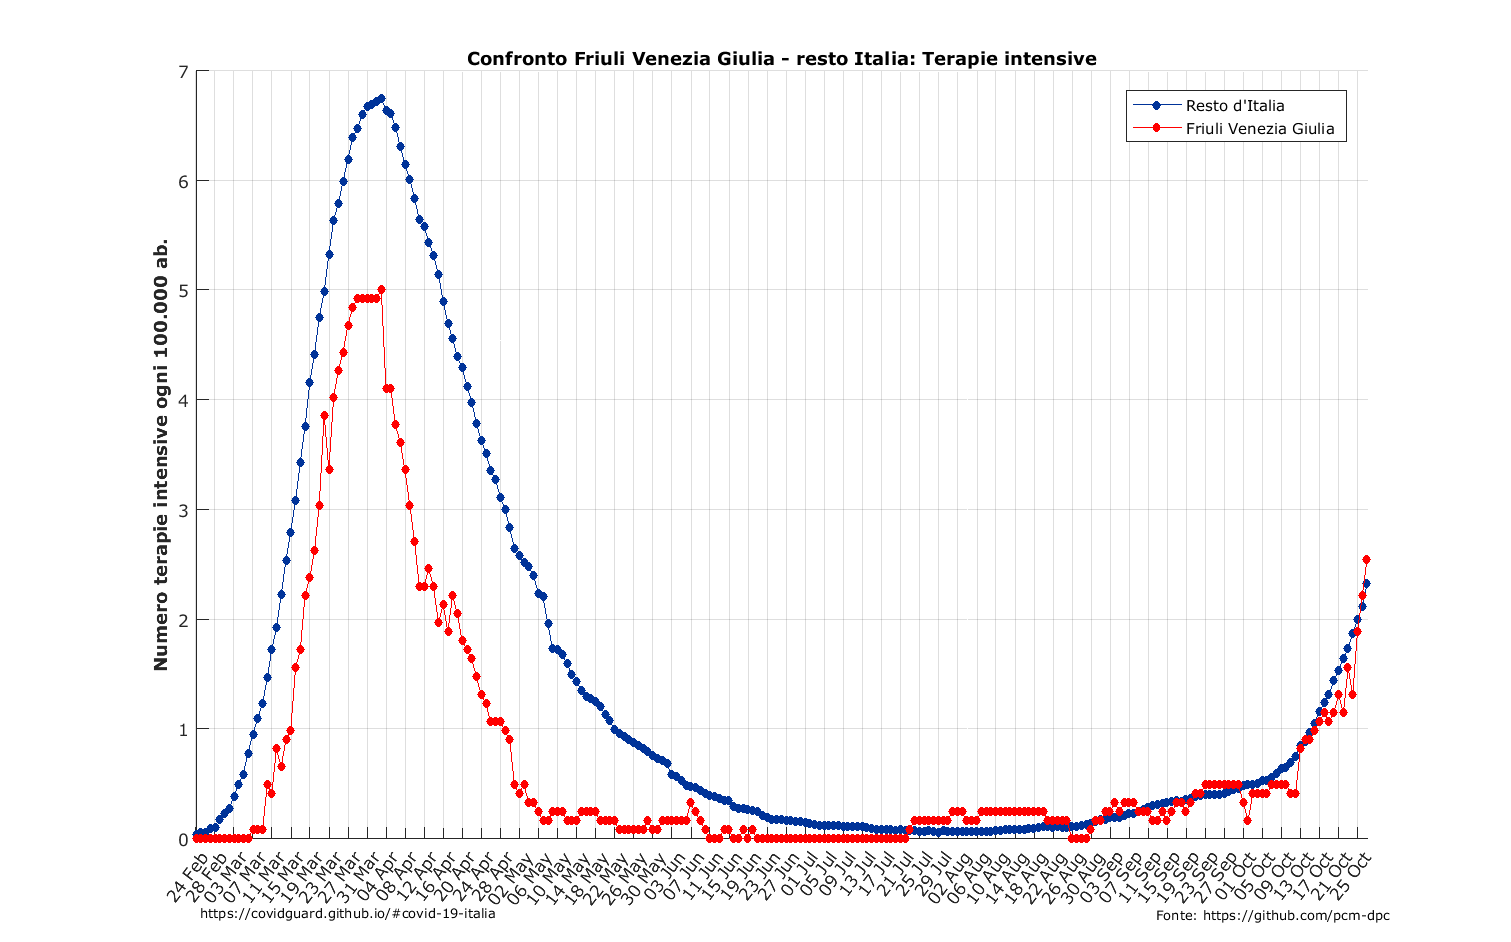 Confronto Friuli Venezia Giulia - resto Italia: Terapie intensive
Resto d'Italia
Friuli Venezia Giulia
Numero terapie intensive ogni 100.000 ab.
7
6
5
4
3
2
1
0
24 Feb
28 Feb
03 Mar
07 Mar
11 Mar
15 Mar
19 Mar
23 Mar
27 Mar
31 Mar
04 Apr
08 Apr
12 Apr
16 Apr
20 Apr
24 Apr
28 Apr
02 May
06 May
10 May
14 May
18 May
22 May
26 May
30 May
03 Jun
07 Jun
11 Jun
15 Jun
19 Jun
23 Jun
27 Jun
01 Jul
05 Jul
09 Jul
13 Jul
17 Jul
21 Jul
25 Jul
29 Jul
02 Aug
06 Aug
10 Aug
14 Aug
18 Aug
22 Aug
26 Aug
30 Aug
03 Sep
07 Sep
11 Sep
15 Sep
19 Sep
23 Sep
27 Sep
01 Oct
05 Oct
09 Oct
13 Oct
17 Oct
21 Oct
25 Oct
https://covidguard.github.io/#covid-19-italia
Fonte: https://github.com/pcm-dpc